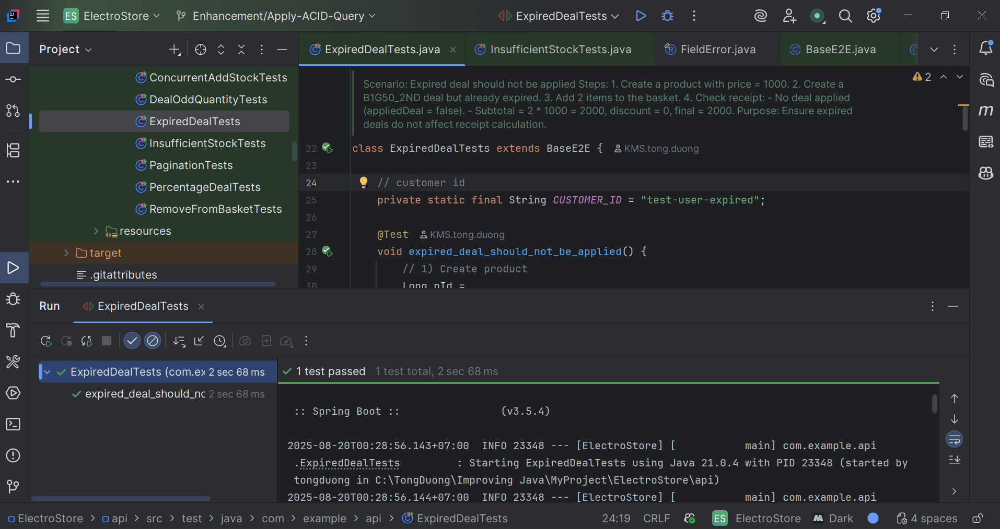 ES ElectroStore Enhancement/Apply-ACID-Query ExpiredDealTests
Project
ExpiredDealTests.java InsufficientStockTests.java FieldError.java BaseE2E.java
ConcurrentAddStockTests
DealOddQuantityTests
ExpiredDealTests
InsufficientStockTests
PaginationTests
PercentageDealTests
RemoveFromBasketTests
resources
target
.gitattributes
2
Scenario: Expired deal should not be applied Steps: 1. Create a product with price = 1000. 2. Create a
B1G50_2ND deal but already expired. 3. Add 2 items to the basket. 4. Check receipt: - No deal applied
(appliedDeal = false). - Subtotal = 2 * 1000 = 2000, discount = 0, final = 2000. Purpose: Ensure expired
deals do not affect receipt calculation.
22 class ExpiredDealTests extends BaseE2E { KMS.tong.duong
23
24 // customer id
25 private static final String CUSTOMER_ID = "test-user-expired";
26
27 @Test KMS.tong.duong
28 void expired_deal_should_not_be_applied() {
29 // 1) Create product
30 Long pId =
Run ExpiredDealTests
ExpiredDealTests (com.ex 2 sec 68 ms
expired_deal_should_no 2 sec 68 ms
1 test passed 1 test total, 2 sec 68 ms
:: Spring Boot :: (v3.5.4)
2025-08-20T00:28:56.143+07:00 INFO 23348 --- [ElectroStore] [ main] com.example.api
.ExpiredDealTests : Starting ExpiredDealTests using Java 21.0.4 with PID 23348 (started by
tongduong in C:\TongDuong\Improving Java\MyProject\ElectroStore\api)
2025-08-20T00:28:56.144+07:00 INFO 23348 --- [ElectroStore] [ main] com.example.api
ElectroStore > api > src > test > java > com > example > api > ExpiredDealTests 24:19 CRLF ES ElectroStore Dark 4 spaces